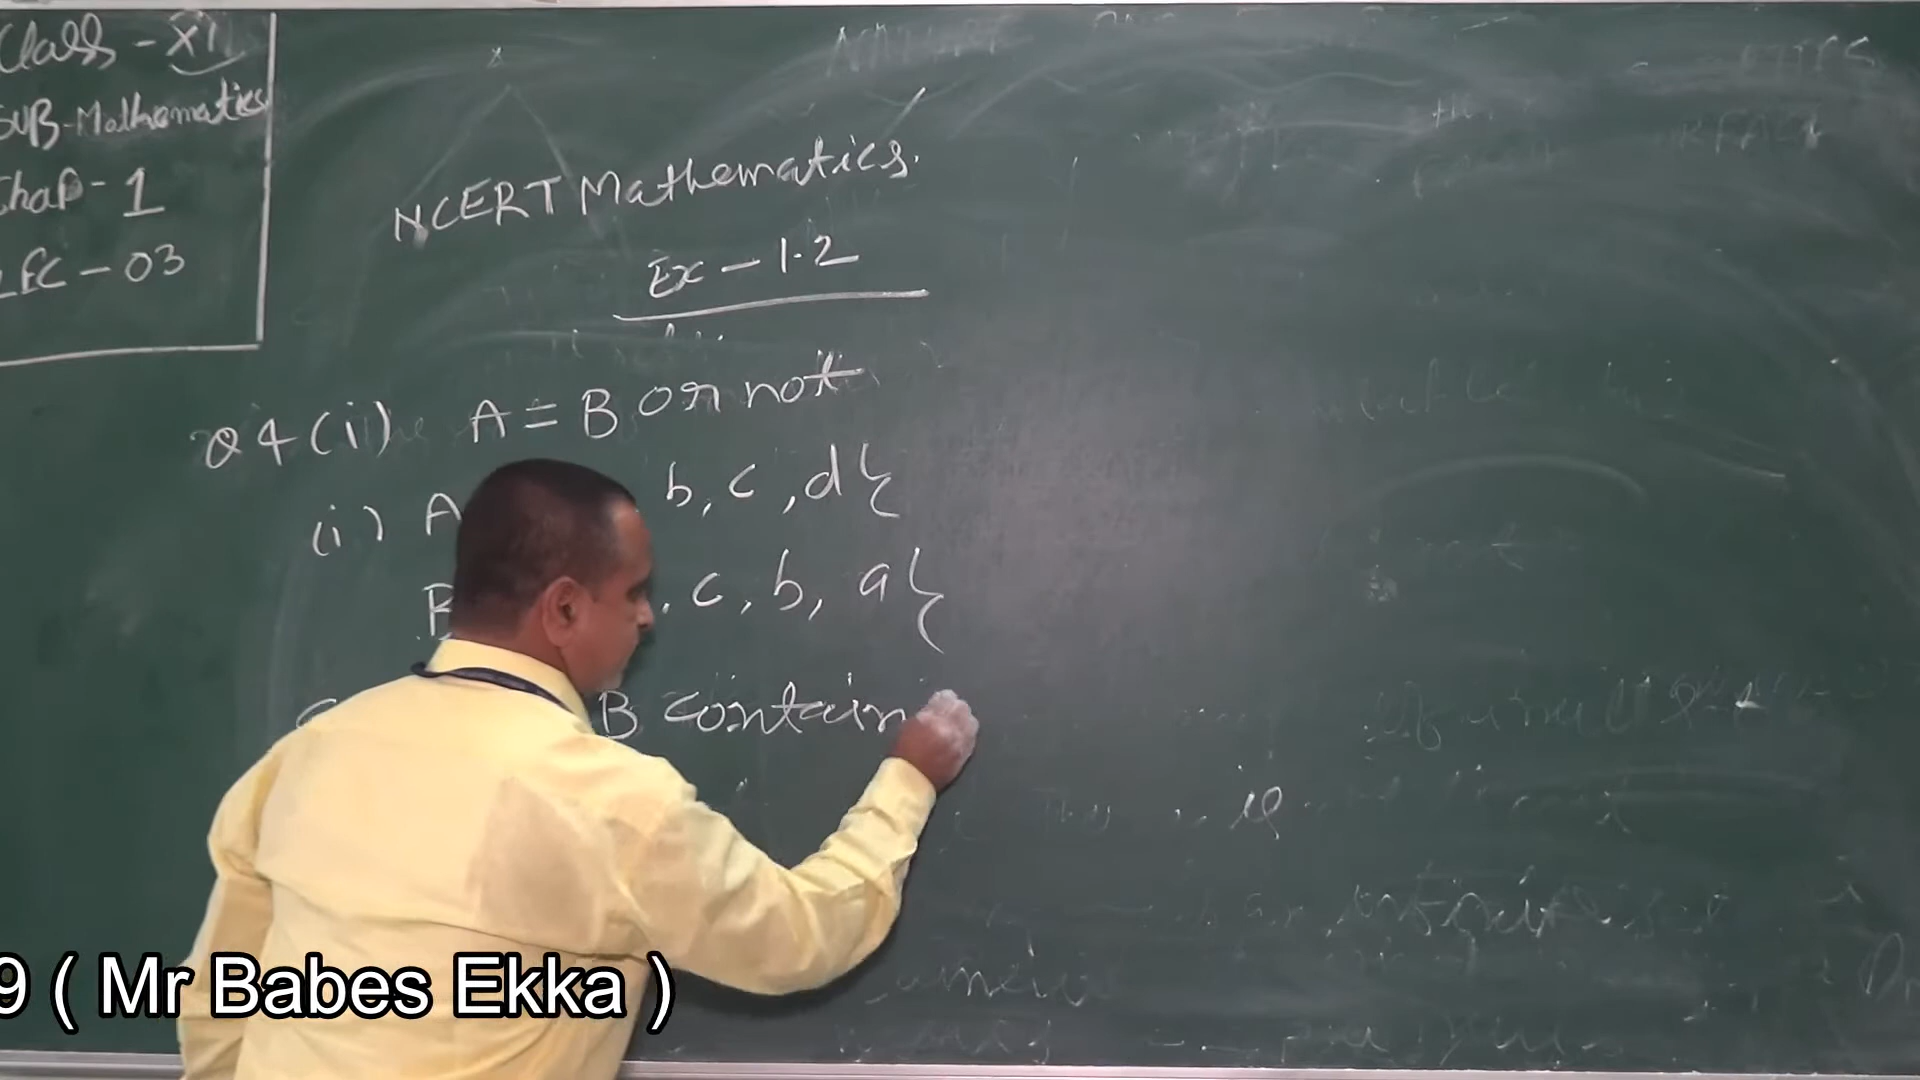 Class - XI
SUB-Mathematics
Chap - 1
LEC - 03
NCERT Mathematics.
Ex - 1.2
Q4 (i) A = B or not
(i) A b, c, d}
B , c, b, a}
B contain
9 ( Mr Babes Ekka )